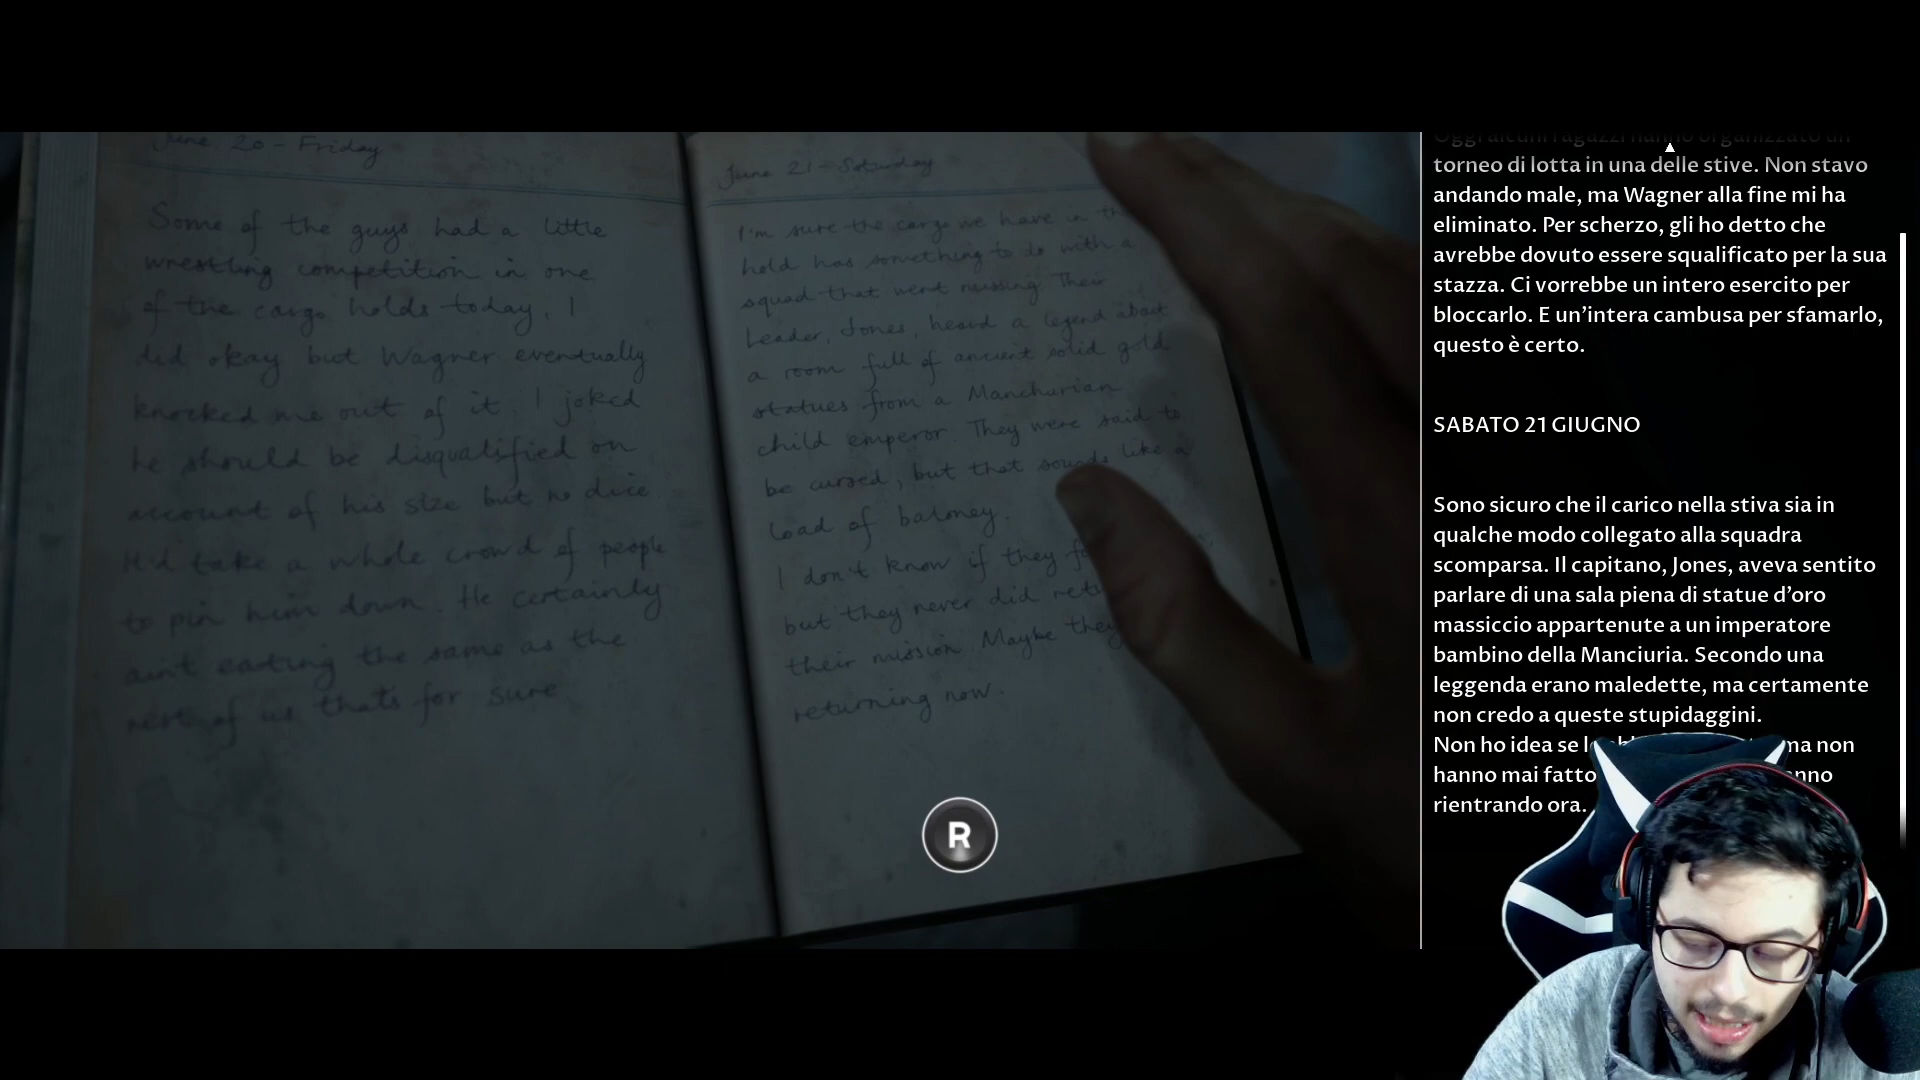 June 20 - Friday
Some of the guys had a little
wrestling competition in one
of the cargo holds today. I
did okay but Wagner eventually
knocked me out of it. I joked
he should be disqualified on
account of his size but no dice
He'd take a whole crowd of people
to pin him down. He certainly
ain't eating the same as the
rest of us thats for sure
June 21 - Saturday
I'm sure the cargo we have in the
hold has something to do with a
squad that went missing Their
Leader, Jones, heard a legend about
a room full of ancient solid gold
statues from a Manchurian
child emperor. They were said to
be cursed, but that sounds like a
load of baloney.
I don't know if they
but they never did
their mission. Maybe they
returning now.
R
Oggi alcuni ragazzi hanno organizzato un
torneo di lotta in una delle stive. Non stavo
andando male, ma Wagner alla fine mi ha
eliminato. Per scherzo, gli ho detto che
avrebbe dovuto essere squalificato per la sua
stazza. Ci vorrebbe un intero esercito per
bloccarlo. E un'intera cambusa per sfamarlo,
questo è certo.
SABATO 21 GIUGNO
Sono sicuro che il carico nella stiva sia in
qualche modo collegato alla squadra
scomparsa. Il capitano, Jones, aveva sentito
parlare di una sala piena di statue d'oro
massiccio appartenute a un imperatore
bambino della Manciuria. Secondo una
leggenda erano maledette, ma certamente
non credo a queste stupidaggini.
Non ho idea se ma non
hanno mai fatto
rientrando ora.